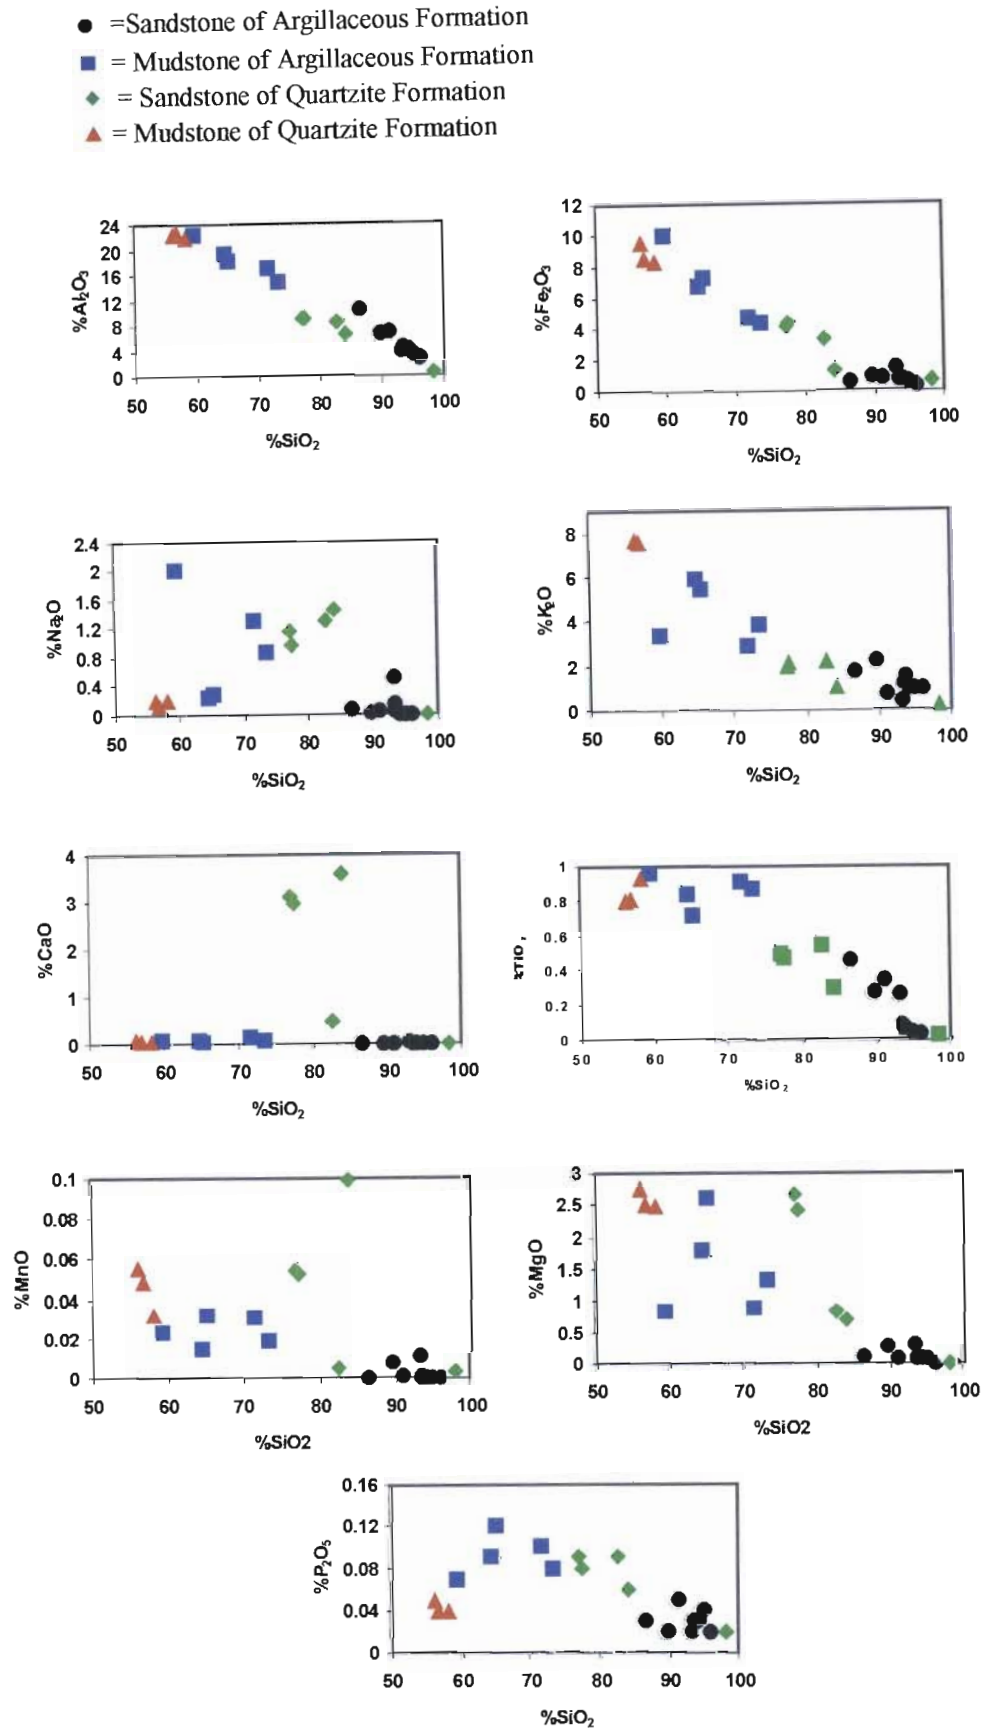 =Sandstone of Argillaceous Formation
= Mudstone of Argillaceous Formation
= Sandstone of Quartzite Formation
= Mudstone of Quartzite Formation
%Al₂O₃
24
20
16
12
8
4
0
50 60 70 80 90 100
%SiO₂
%Fe₂O₃
12
10
8
6
4
2
0
50 60 70 80 90 100
%SiO₂
%Na₂O
2.4
2
1.6
1.2
0.8
0.4
0
50 60 70 80 90 100
%SiO₂
%K₂O
8
6
4
2
0
50 60 70 80 90 100
%SiO₂
%CaO
4
3
2
1
0
50 60 70 80 90 100
%SiO₂
%TiO₂
1
0.8
0.6
0.4
0.2
0
50 60 70 80 90 100
%SiO₂
%MnO
0.1
0.08
0.06
0.04
0.02
0
50 60 70 80 90 100
%SiO2
%MgO
3
2.5
2
1.5
1
0.5
0
50 60 70 80 90 100
%SiO2
%P₂O₅
0.16
0.12
0.08
0.04
0
50 60 70 80 90 100
%SiO₂